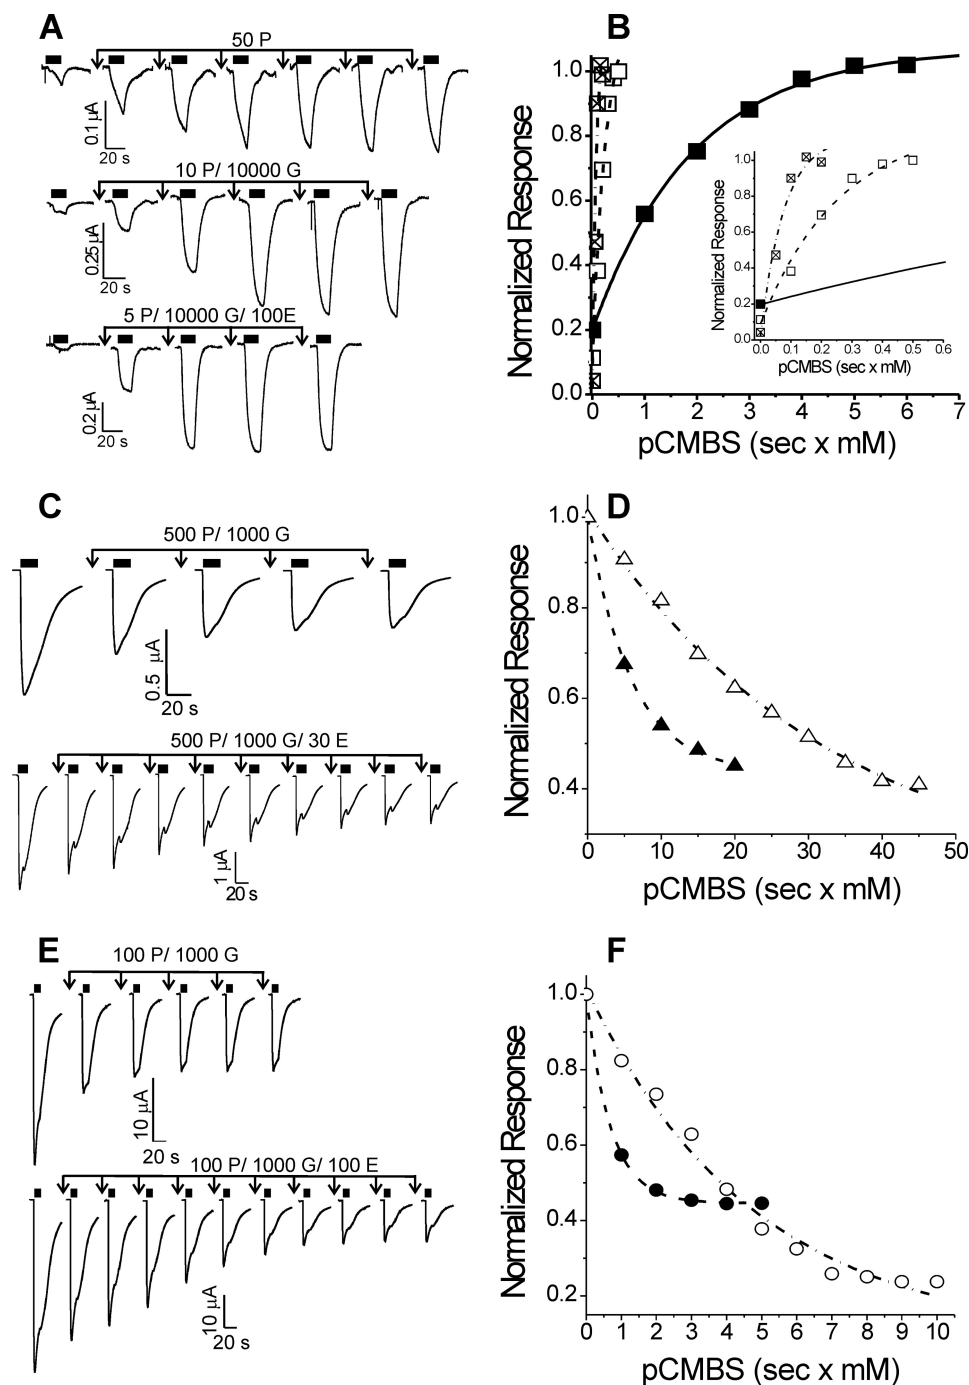 A
50 P
0.1 µA
20 s
10 P/ 10000 G
0.25 µA
20 s
5 P/ 10000 G/ 100E
0.2 µA
20 s
B
Normalized Response
1.0
0.8
0.6
0.4
0.2
0.0
0 1 2 3 4 5 6 7
pCMBS (sec x mM)
Normalized Response
1.0
0.8
0.6
0.4
0.2
0.0
0.0 0.1 0.2 0.3 0.4 0.5 0.6
pCMBS (sec x mM)
C
500 P/ 1000 G
0.5 µA
20 s
500 P/ 1000 G/ 30 E
1 µA
20 s
D
Normalized Response
1.0
0.8
0.6
0.4
0 10 20 30 40 50
pCMBS (sec x mM)
E
100 P/ 1000 G
10 µA
20 s
100 P/ 1000 G/ 100 E
10 µA
20 s
F
Normalized Response
1.0
0.8
0.6
0.4
0.2
0 1 2 3 4 5 6 7 8 9 10
pCMBS (sec x mM)